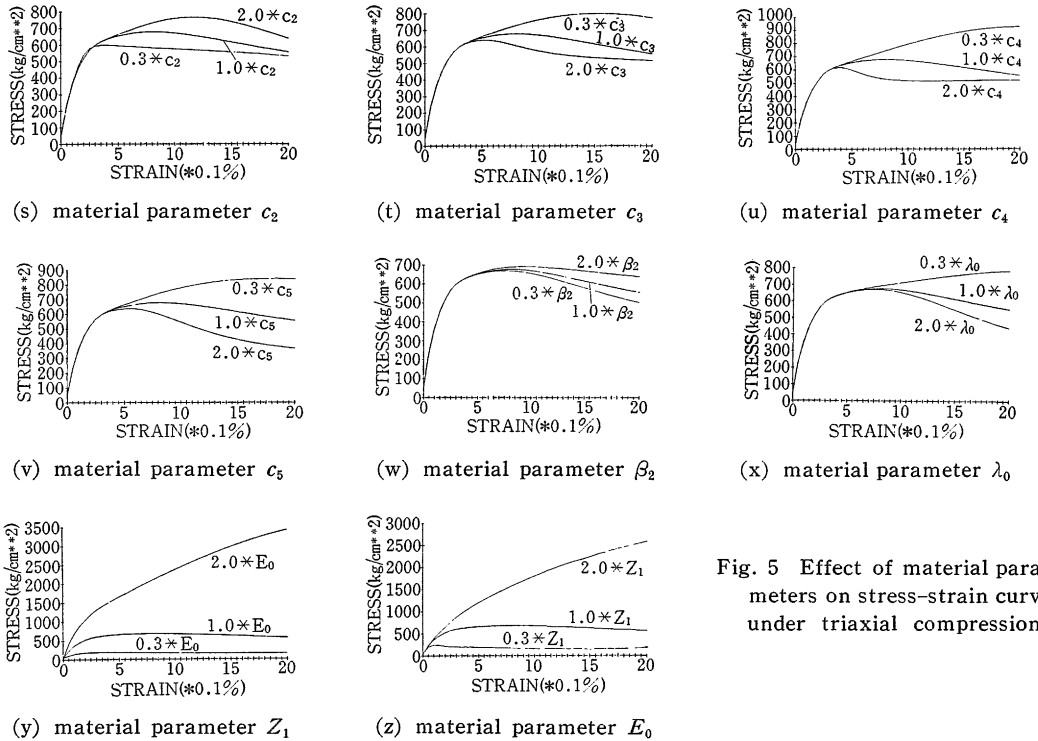 STRESS(kg/cm**2)
800
700
600
500
400
300
200
100
0
0 5 10 15 20
STRAIN(*0.1%)
2.0*c₂
0.3*c₂
1.0*c₂
(s) material parameter c₂
STRESS(kg/cm**2)
800
700
600
500
400
300
200
100
0
0 5 10 15 20
STRAIN(*0.1%)
0.3*c₃
1.0*c₃
2.0*c₃
(t) material parameter c₃
STRESS(kg/cm**2)
1000
900
800
700
600
500
400
300
200
100
0
0 5 10 15 20
STRAIN(*0.1%)
0.3*c₄
1.0*c₄
2.0*c₄
(u) material parameter c₄
STRESS(kg/cm**2)
900
800
700
600
500
400
300
200
100
0
0 5 10 15 20
STRAIN(*0.1%)
0.3*c₅
1.0*c₅
2.0*c₅
(v) material parameter c₅
STRESS(kg/cm**2)
700
600
500
400
300
200
100
0 5 10 15 20
STRAIN(*0.1%)
2.0*β₂
0.3*β₂
1.0*β₂
(w) material parameter β₂
STRESS(kg/cm**2)
800
700
600
500
400
300
200
100
0
0 5 10 15 20
STRAIN(*0.1%)
0.3*λ₀
1.0*λ₀
2.0*λ₀
(x) material parameter λ₀
STRESS(kg/cm**2)
3500
3000
2500
2000
1500
1000
500
0
0 5 10 15 20
STRAIN(*0.1%)
2.0*E₀
1.0*E₀
0.3*E₀
(y) material parameter Z₁
STRESS(kg/cm**2)
3000
2500
2000
1500
1000
500
0
0 5 10 15 20
STRAIN(*0.1%)
2.0*Z₁
1.0*Z₁
0.3*Z₁
(z) material parameter E₀
Fig. 5 Effect of material para
meters on stress-strain curv
under triaxial compression